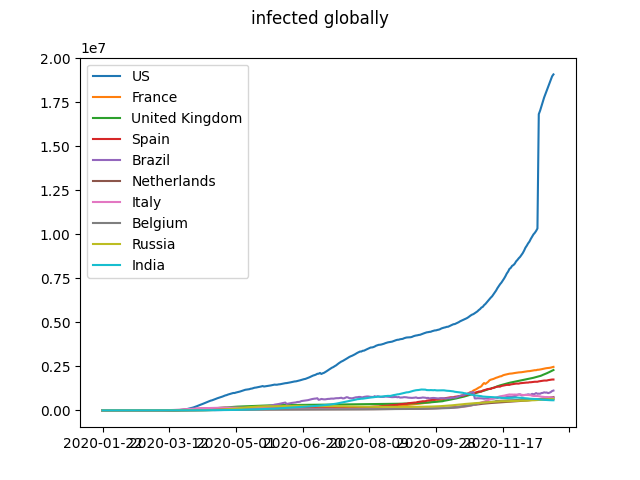 infected globally
1e7
2.00
1.75
1.50
1.25
1.00
0.75
0.50
0.25
0.00
US
France
United Kingdom
Spain
Brazil
Netherlands
Italy
Belgium
Russia
India
2020-01-22 2020-03-12 2020-05-01 2020-06-20 2020-08-09 2020-09-28 2020-11-17